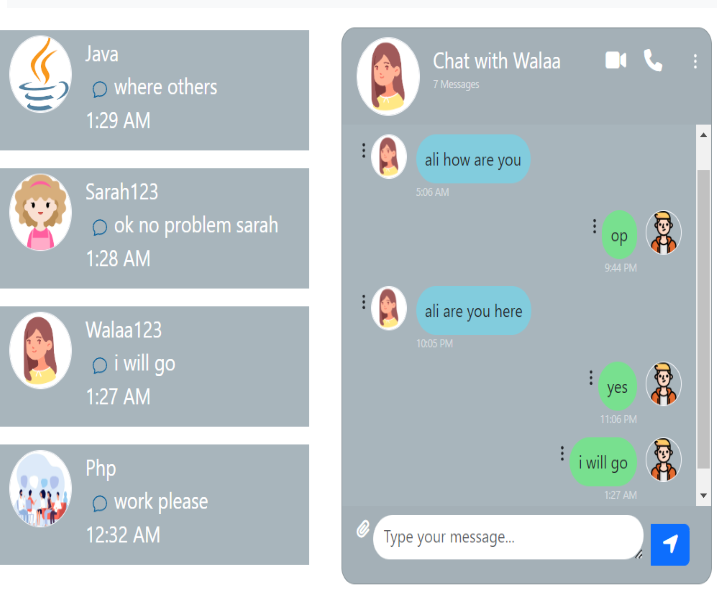 Java
where others
1:29 AM
Sarah123
ok no problem sarah
1:28 AM
Walaa123
i will go
1:27 AM
Php
work please
12:32 AM
Chat with Walaa
7 Messages
ali how are you
5:06 AM
op
9:44 PM
ali are you here
10:05 PM
yes
11:06 PM
i will go
1:27 AM
Type your message...